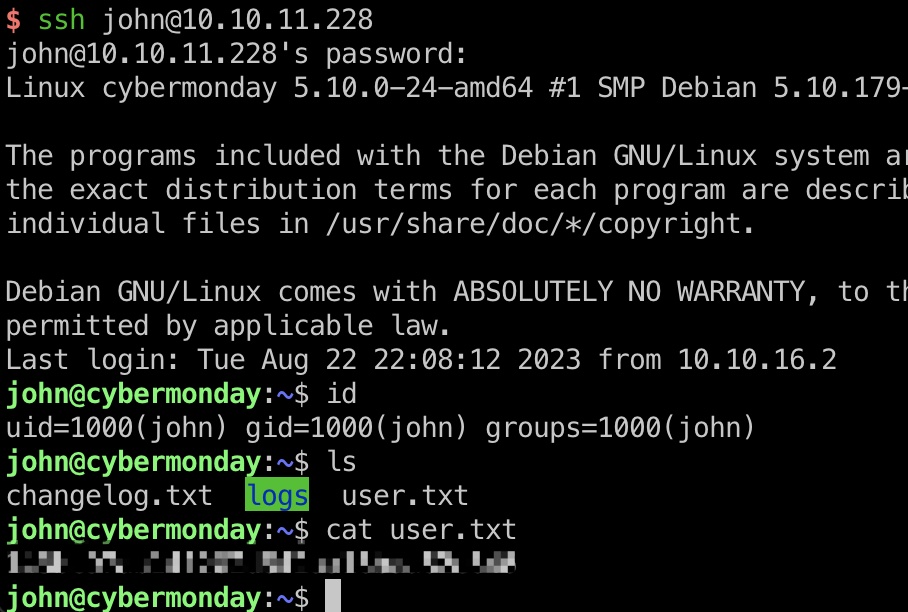 $ ssh john@10.10.11.228
john@10.10.11.228's password:
Linux cybermonday 5.10.0-24-amd64 #1 SMP Debian 5.10.179-
The programs included with the Debian GNU/Linux system
the exact distribution terms for each program are
individual files in /usr/share/doc/*/copyright.
Debian GNU/Linux comes with ABSOLUTELY NO WARRANTY, to
permitted by applicable law.
Last login: Tue Aug 22 22:08:12 2023 from 10.10.16.2
john@cybermonday:~$ id
uid=1000(john) gid=1000(john) groups=1000(john)
john@cybermonday:~$ ls
changelog.txt logs user.txt
john@cybermonday:~$ cat user.txt
john@cybermonday:~$